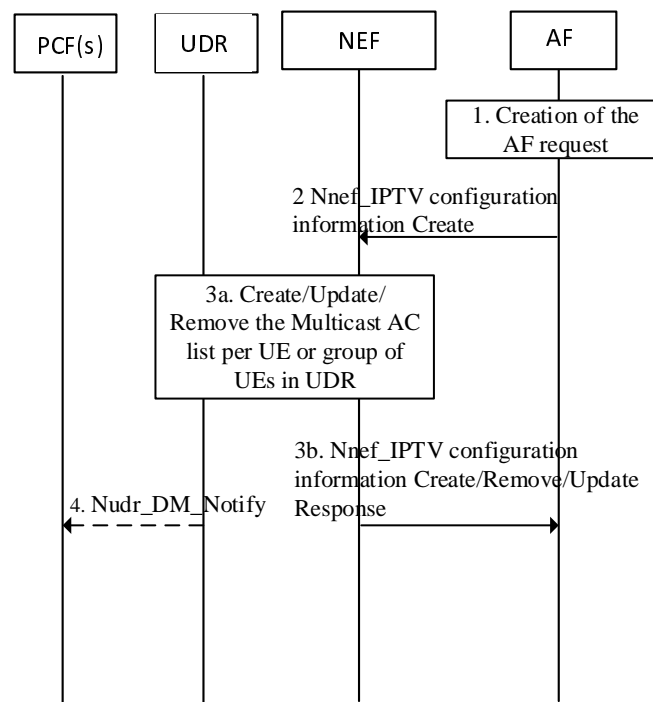 PCF(s)
UDR
NEF
AF
1. Creation of the
AF request
2 Nnef_IPTV configuration
information Create
3a. Create/Update/
Remove the Multicast AC
list per UE or group of
UEs in UDR
3b. Nnef_IPTV configuration
information Create/Remove/Update
Response
4. Nudr_DM_Notify